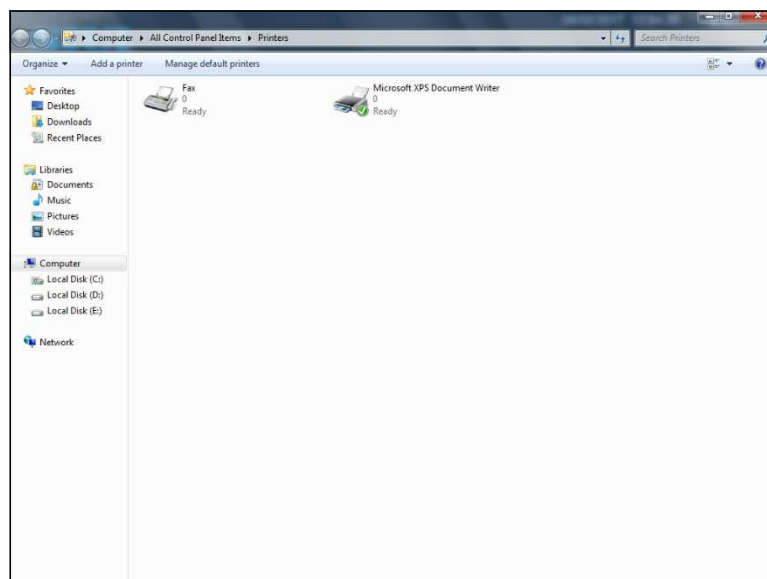 Computer ▸ All Control Panel Items ▸ Printers
Search Printers
Organize ▾ Add a printer Manage default printers
Favorites
Desktop
Downloads
Recent Places
Libraries
Documents
Music
Pictures
Videos
Computer
Local Disk (C:)
Local Disk (D:)
Local Disk (E:)
Network
Fax
0
Ready
Microsoft XPS Document Writer
0
Ready